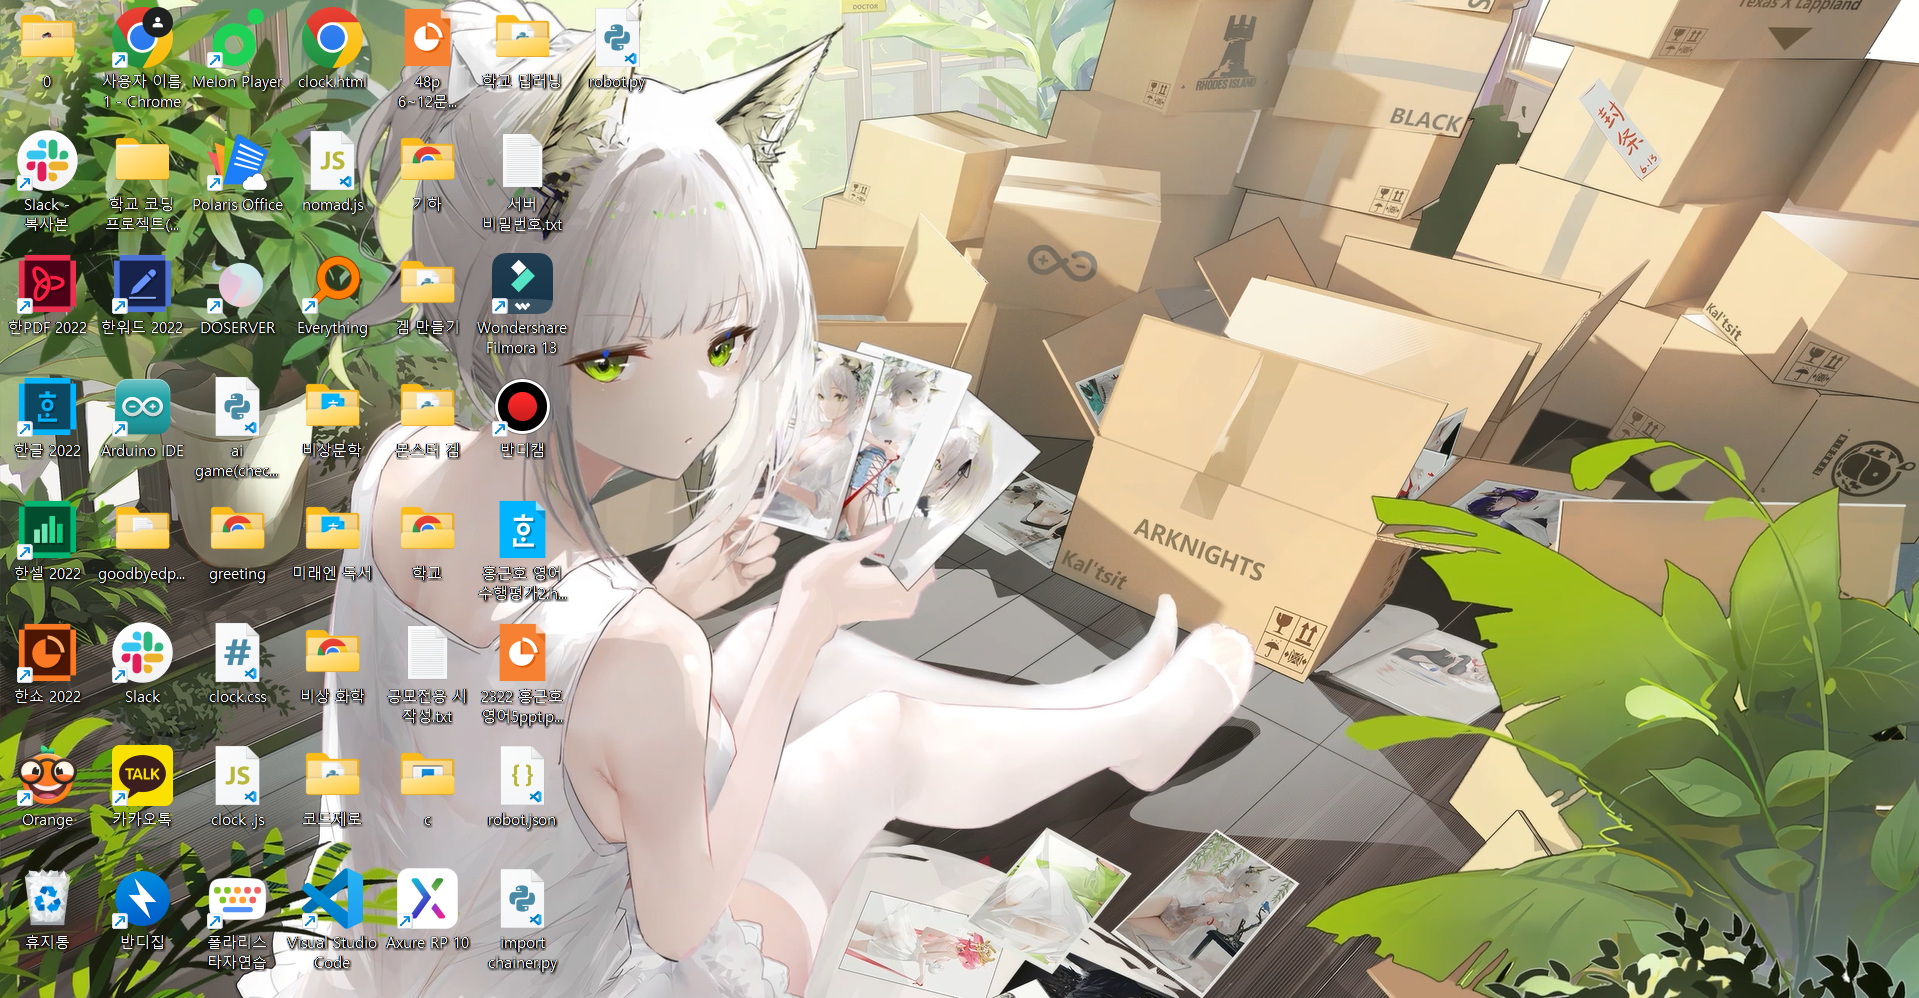 0
사용자 이름
1 - Chrome
Melon Player
clock.html
48p
6~12문...
학교 탭러닝
robot.py
Slack -
복사본
학교 코딩
프로젝트(...
Polaris Office
nomad.js
JS
기하
서버
비밀번호.txt
한PDF 2022
한워드 2022
DOSERVER
Everything
겜 만들기
Wondershare
Filmora 13
한글 2022
Arduino IDE
ai
game(chec...
비상문학
몬스터 겜
반디캠
한셀 2022
goodbyedp...
greeting
미래엔 독서
학교
홍근호 영어
수행평가2.h...
한쇼 2022
Slack
#
clock.css
비상 화학
공모전용 시
작성.txt
2322 홍근호
영어5ppt.p...
Orange
TALK
카카오톡
JS
clock .js
코드제로
c
{ }
robot.json
휴지통
반디집
폴라리스
타자연습
Visual Studio
Code
Axure RP 10
import
chainer.py
DOCTOR
Texas X Lappland
RHODES ISLAND
BLACK
封
条
6.13
Kal'tsit
ARKNIGHTS
Kal'tsit